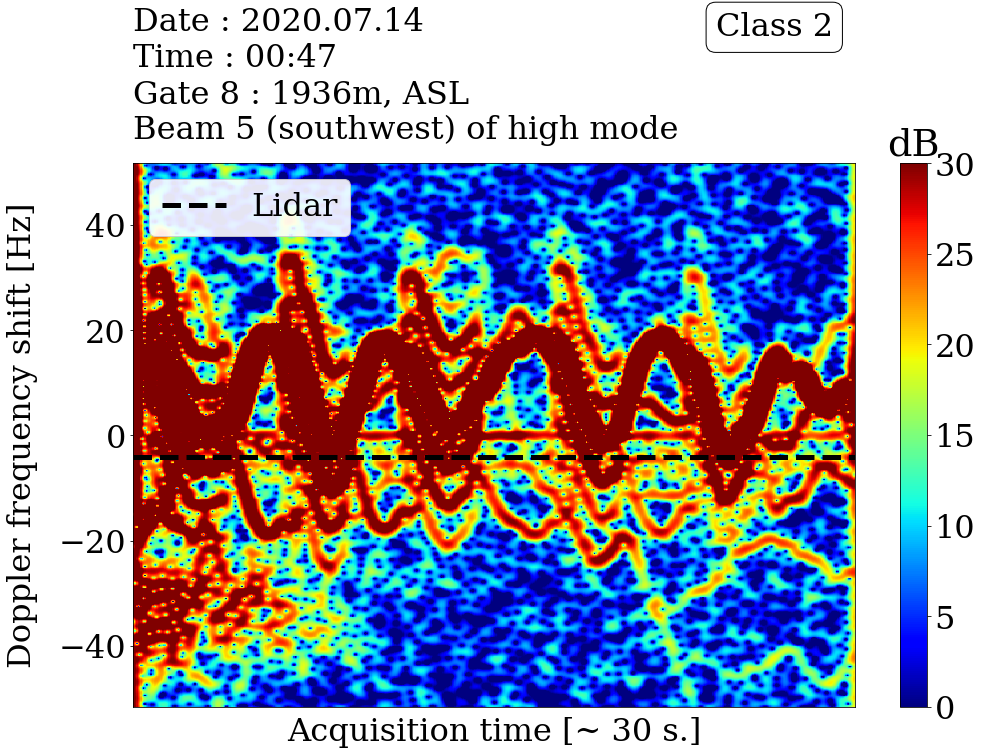 Date : 2020.07.14
Time : 00:47
Gate 8 : 1936m, ASL
Beam 5 (southwest) of high mode
Class 2
dB
Lidar
Doppler frequency shift [Hz]
40
20
0
−20
−40
30
25
20
15
10
5
0
Acquisition time [~ 30 s.]